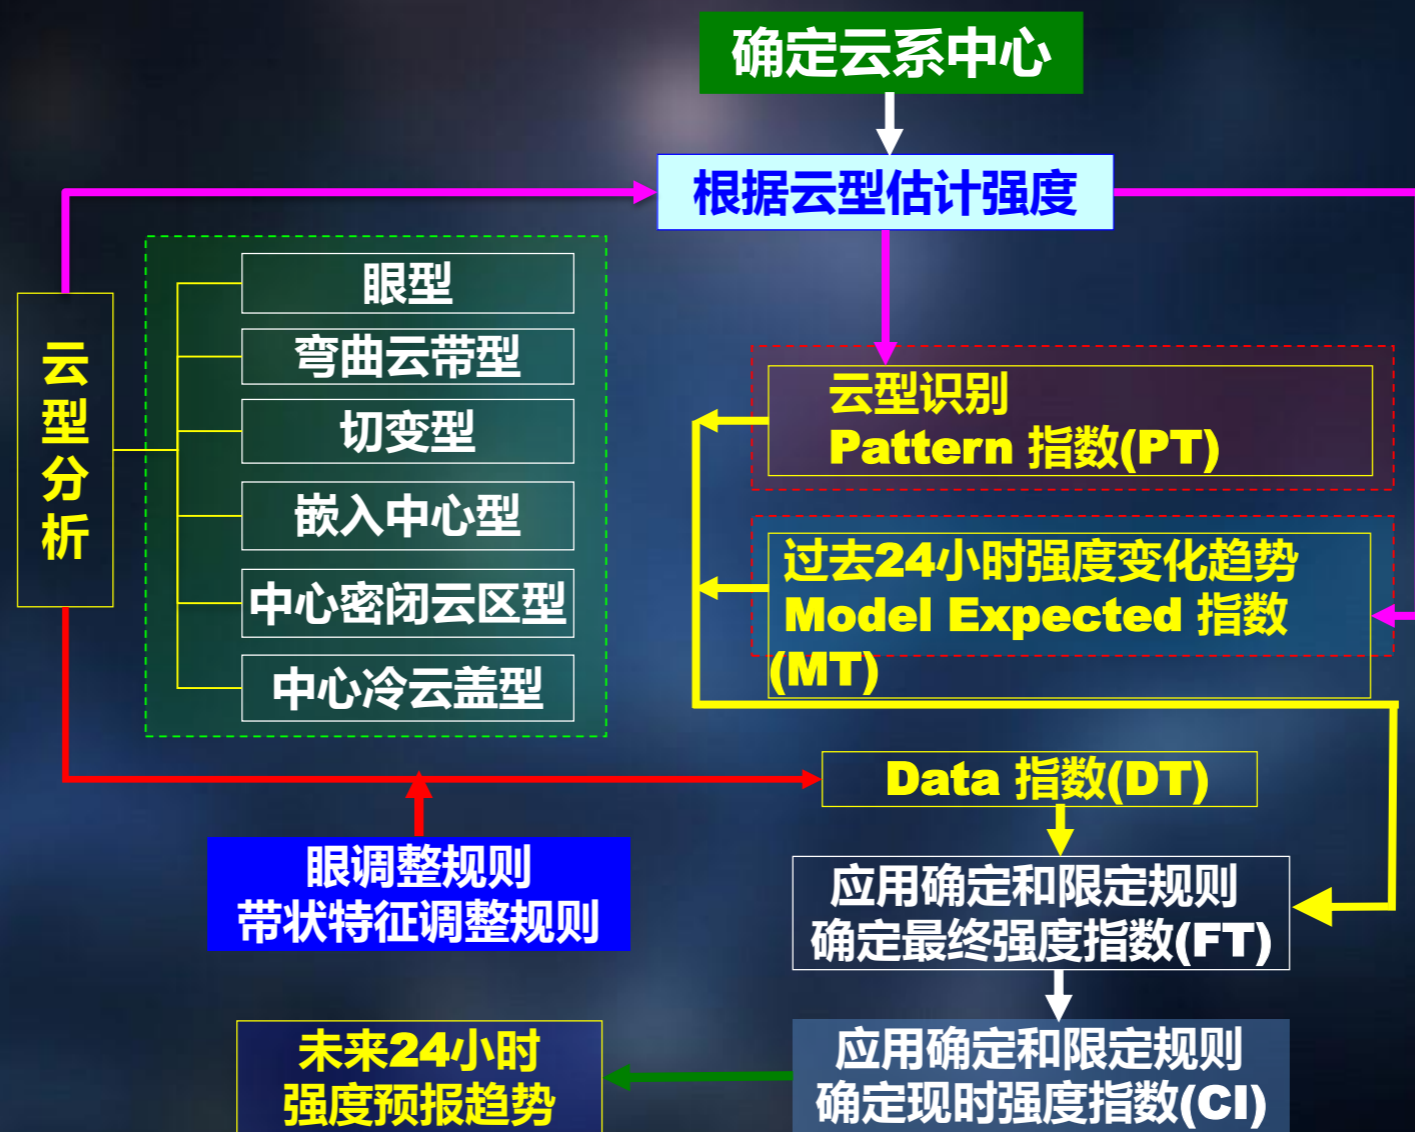 确定云系中心
根据云型估计强度
云型分析
眼型
弯曲云带型
切变型
嵌入中心型
中心密闭云区型
中心冷云盖型
云型识别
Pattern 指数(PT)
过去24小时强度变化趋势
Model Expected 指数
(MT)
Data 指数(DT)
眼调整规则
带状特征调整规则
应用确定和限定规则
确定最终强度指数(FT)
应用确定和限定规则
确定现时强度指数(CI)
未来24小时
强度预报趋势